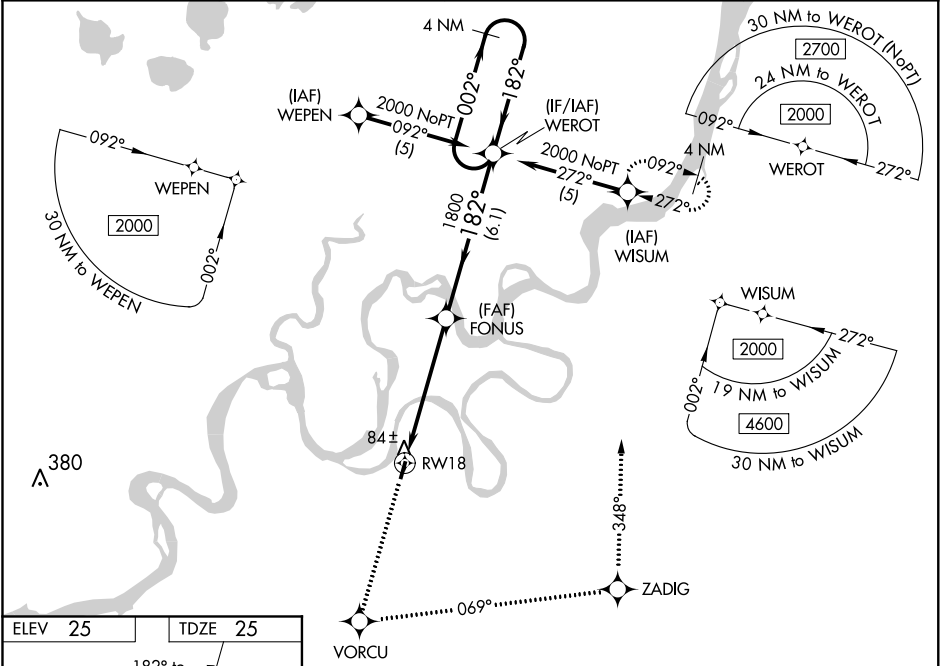 4 NM
002°
182°
(IAF)
WEPEN
2000 NoPT
092°
(5)
(IF/IAF)
WEROT
2000 NoPT
272°
(5)
092°
272°
4 NM
(IAF)
WISUM
30 NM to WEROT (NoPT)
2700
24 NM to WEROT
2000
092°
WEROT
272°
092°
WEPEN
2000
002°
30 NM to WEPEN
1800
182°
(6.1)
(FAF)
FONUS
WISUM
272°
2000
002°
19 NM to WISUM
4600
30 NM to WISUM
84±
RW18
380
348°
ZADIG
069°
VORCU
ELEV 25
TDZE 25
182° to